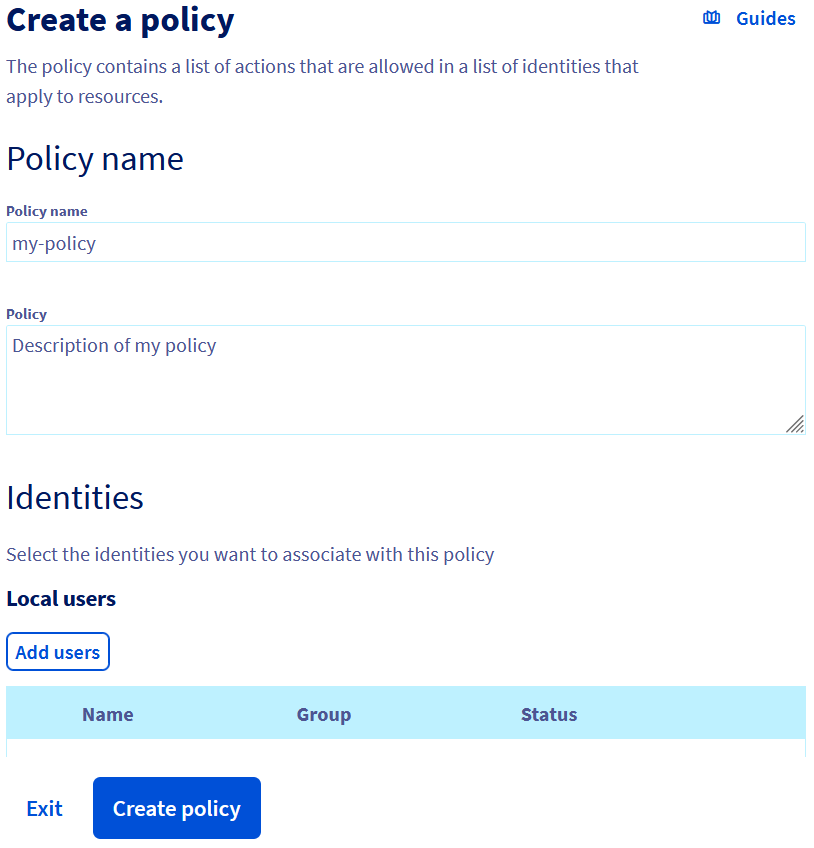 Create a policy
Guides
The policy contains a list of actions that are allowed in a list of identities that
apply to resources.
Policy name
Policy name
my-policy
Policy
Description of my policy
Identities
Select the identities you want to associate with this policy
Local users
Add users
Name Group Status
Exit Create policy